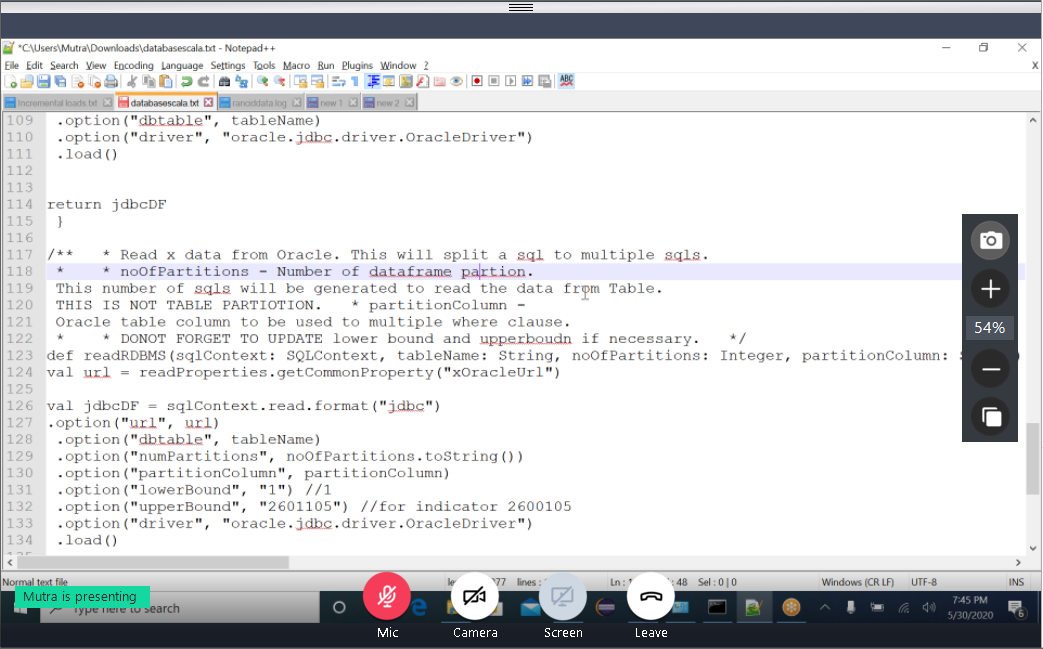 *C:\Users\Mutra\Downloads\databasescala.txt - Notepad++
File Edit Search View Encoding Language Settings Tools Macro Run Plugins Window ? X
Incremental loads.txt databasescala.txt ranoddata.log new 1 new 2
109 .option("dbtable", tableName)
110 .option("driver", "oracle.jdbc.driver.OracleDriver")
111 .load()
112
113
114 return jdbcDF
115 }
116
117 /** * Read x data from Oracle. This will split a sql to multiple sqls.
118 * * noOfPartitions - Number of dataframe partion.
119 This number of sqls will be generated to read the data from Table.
120 THIS IS NOT TABLE PARTIOTION. * partitionColumn -
121 Oracle table column to be used to multiple where clause.
122 * * DONOT FORGET TO UPDATE lower bound and upperboudn if necessary. */
123 def readRDBMS(sqlContext: SQLContext, tableName: String, noOfPartitions: Integer, partitionColumn:
124 val url = readProperties.getCommonProperty("xOracleUrl")
125
126 val jdbcDF = sqlContext.read.format("jdbc")
127 .option("url", url)
128 .option("dbtable", tableName)
129 .option("numPartitions", noOfPartitions.toString())
130 .option("partitionColumn", partitionColumn)
131 .option("lowerBound", "1") //1
132 .option("upperBound", "2601105") //for indicator 2600105
133 .option("driver", "oracle.jdbc.driver.OracleDriver")
134 .load()
54%
Normal text file lines : Ln : 48 Sel : 0 | 0 Windows (CR LF) UTF-8 INS
Mutra is presenting
Type here to search
7:45 PM
5/30/2020
6
Mic Camera Screen Leave